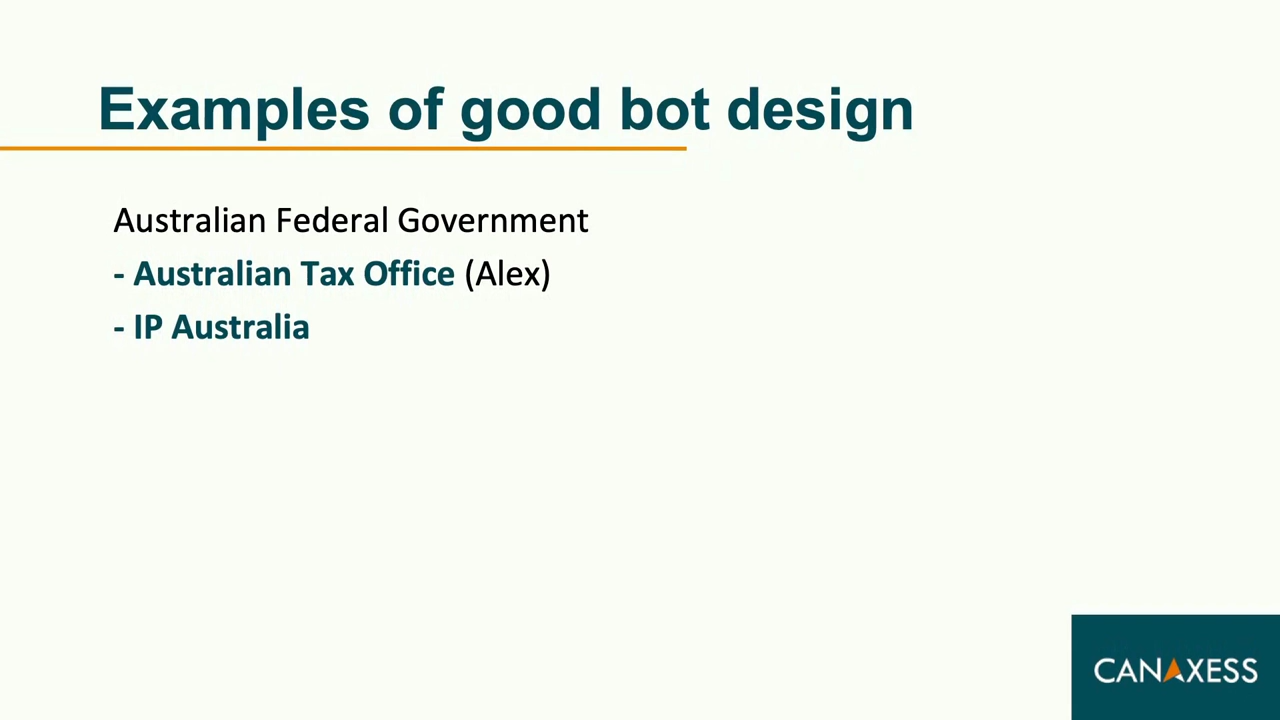 Examples of good bot design
Australian Federal Government
- Australian Tax Office (Alex)
- IP Australia
CANAXESS